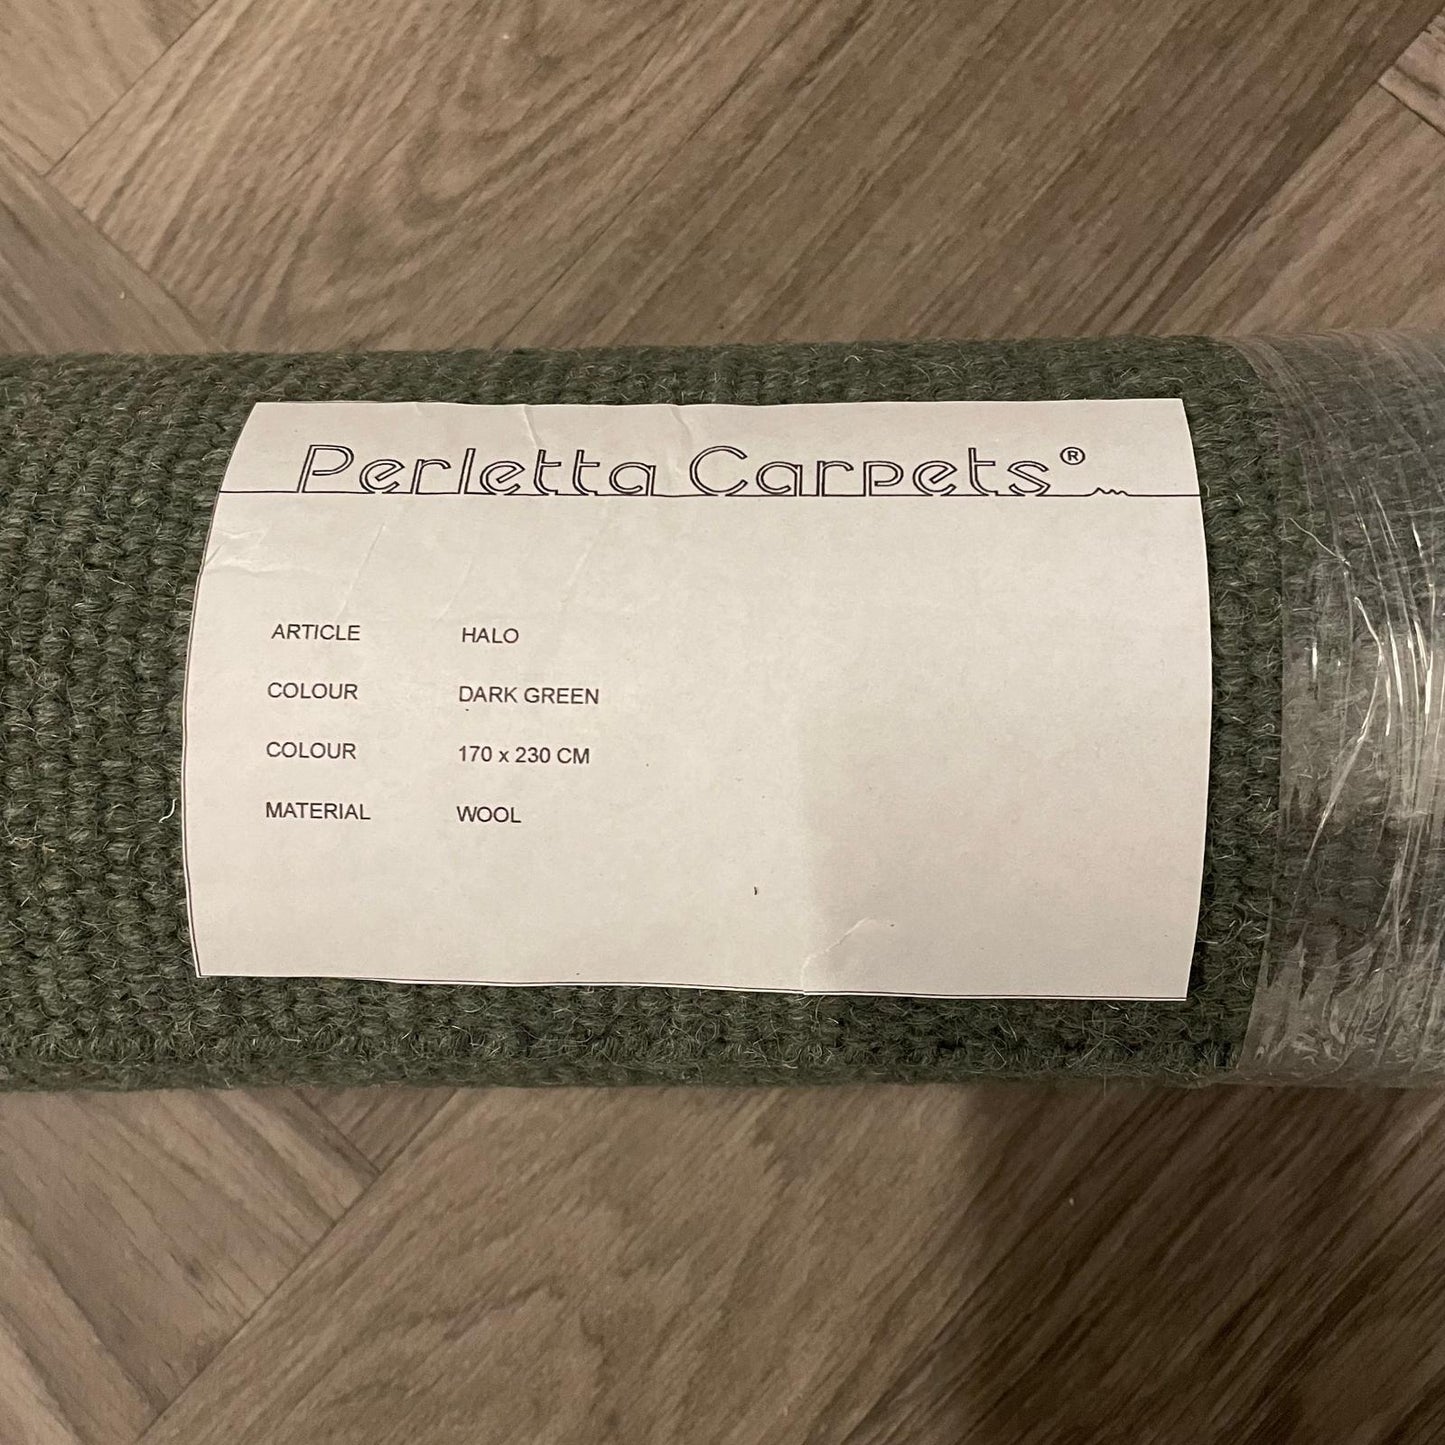 Perletta Carpets®
ARTICLE HALO
COLOUR DARK GREEN
COLOUR 170 x 230 CM
MATERIAL WOOL